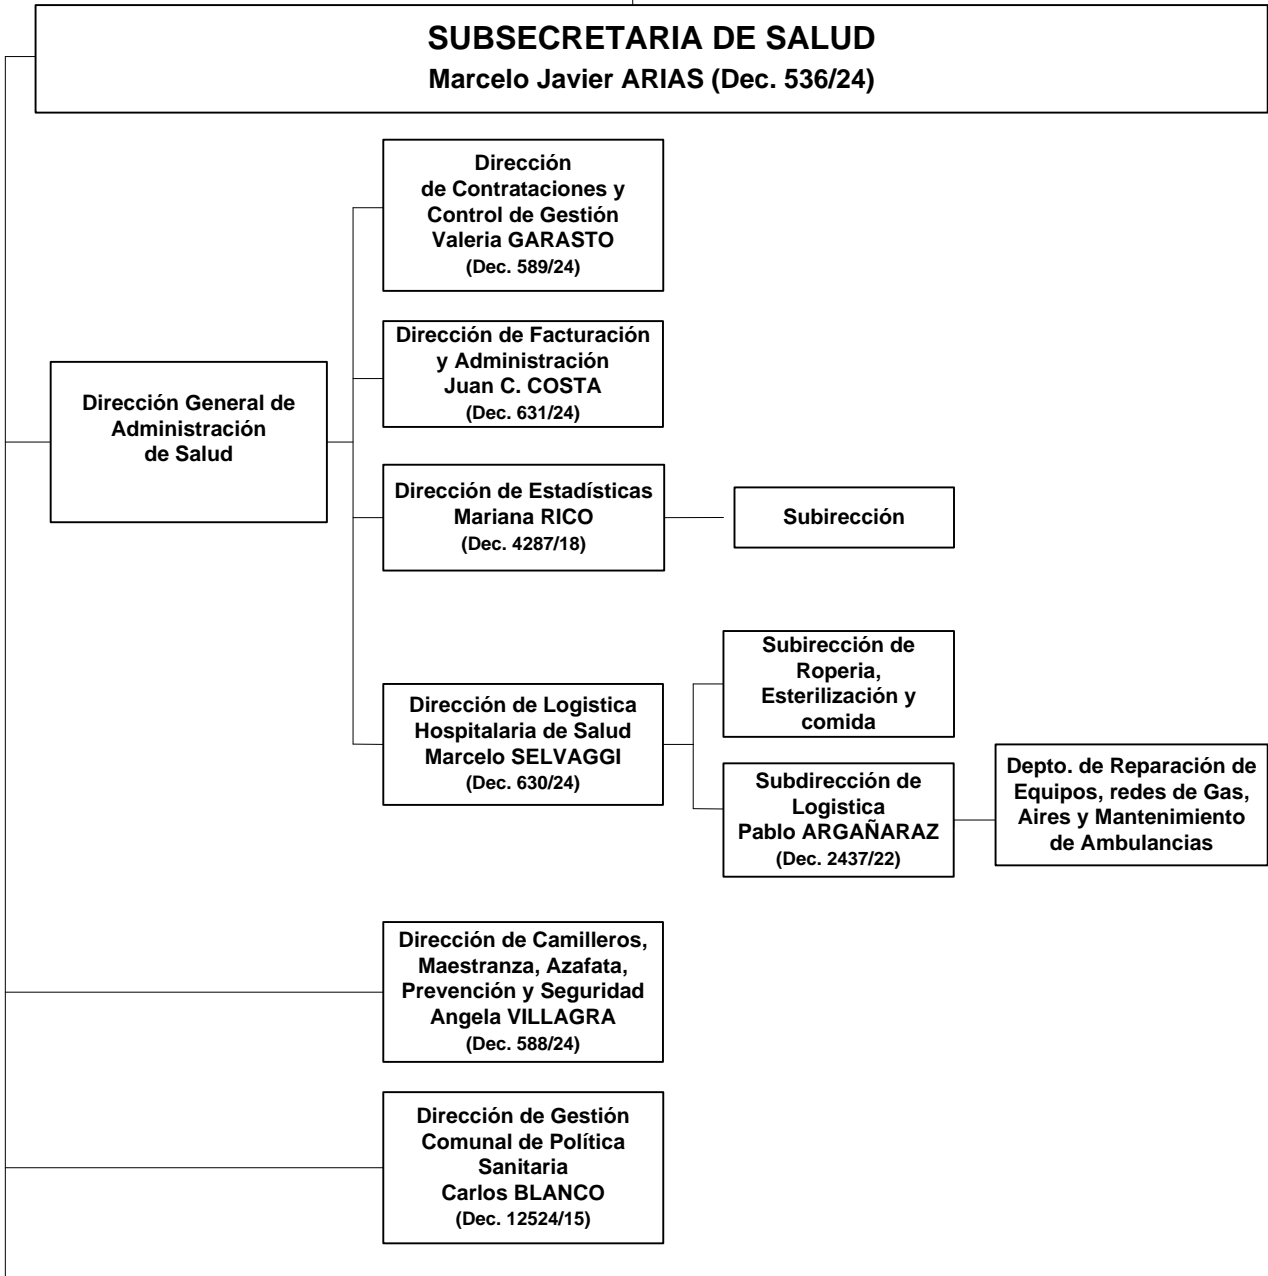 SUBSECRETARIA DE SALUD
Marcelo Javier ARIAS (Dec. 536/24)
Dirección
de Contrataciones y
Control de Gestión
Valeria GARASTO
(Dec. 589/24)
Dirección de Facturación
y Administración
Juan C. COSTA
(Dec. 631/24)
Dirección General de
Administración
de Salud
Dirección de Estadísticas
Mariana RICO
(Dec. 4287/18)
Subirección
Dirección de Logistica
Hospitalaria de Salud
Marcelo SELVAGGI
(Dec. 630/24)
Subirección de
Roperia,
Esterilización y
comida
Subdirección de
Logistica
Pablo ARGAÑARAZ
(Dec. 2437/22)
Depto. de Reparación de
Equipos, redes de Gas,
Aires y Mantenimiento
de Ambulancias
Dirección de Camilleros,
Maestranza, Azafata,
Prevención y Seguridad
Angela VILLAGRA
(Dec. 588/24)
Dirección de Gestión
Comunal de Política
Sanitaria
Carlos BLANCO
(Dec. 12524/15)